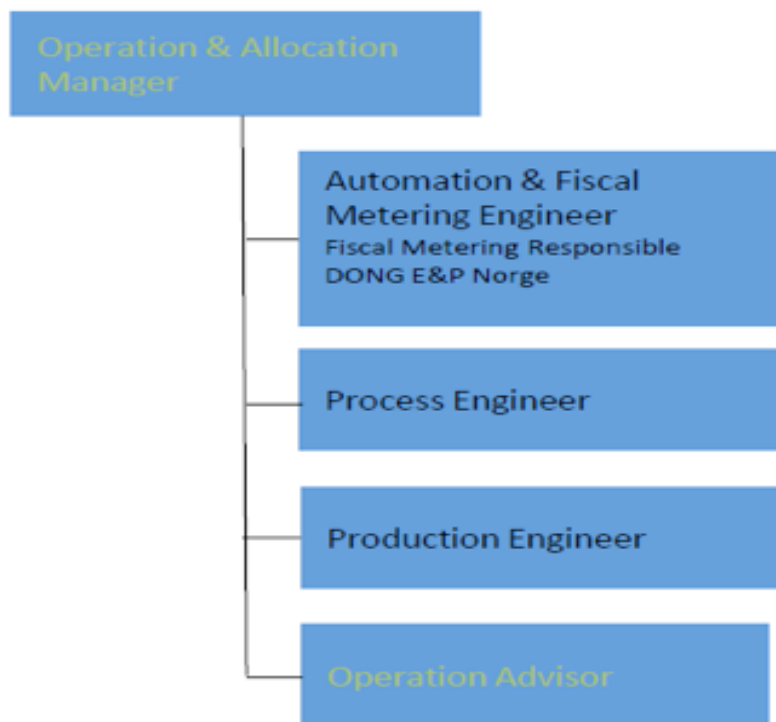 Operation & Allocation
Manager
Automation & Fiscal
Metering Engineer
Fiscal Metering Responsible
DONG E&P Norge
Process Engineer
Production Engineer
Operation Advisor